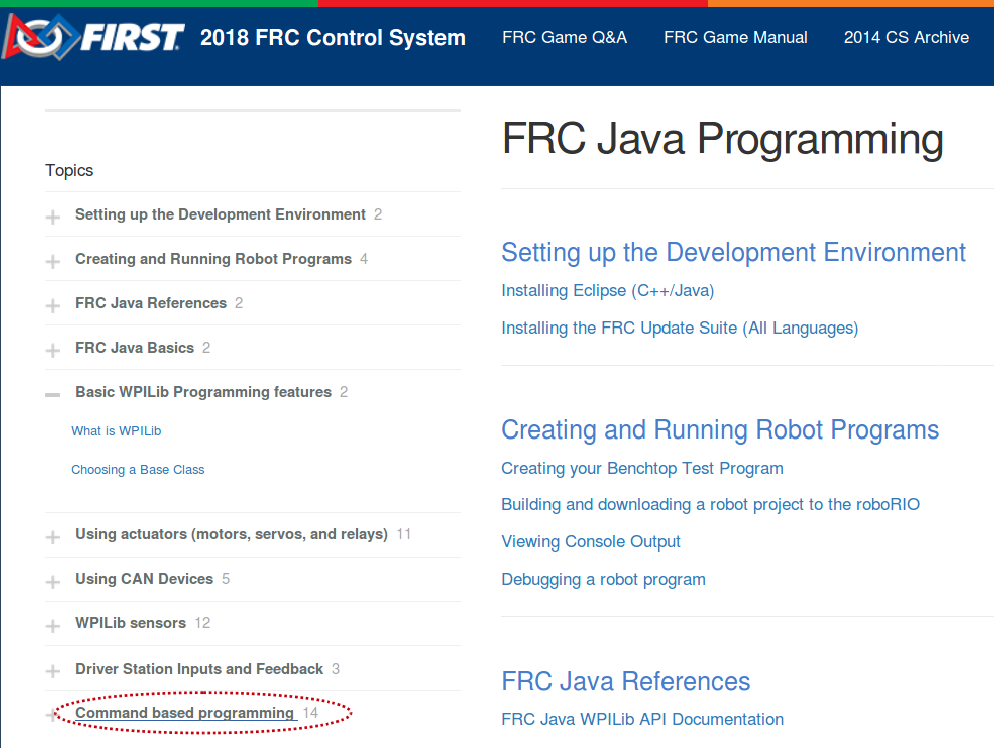 FIRST 2018 FRC Control System FRC Game Q&A FRC Game Manual 2014 CS Archive
Topics
Setting up the Development Environment 2
Creating and Running Robot Programs 4
FRC Java References 2
FRC Java Basics 2
Basic WPILib Programming features 2
What is WPILib
Choosing a Base Class
Using actuators (motors, servos, and relays) 11
Using CAN Devices 5
WPILib sensors 12
Driver Station Inputs and Feedback 3
Command based programming 14
FRC Java Programming
Setting up the Development Environment
Installing Eclipse (C++/Java)
Installing the FRC Update Suite (All Languages)
Creating and Running Robot Programs
Creating your Benchtop Test Program
Building and downloading a robot project to the roboRIO
Viewing Console Output
Debugging a robot program
FRC Java References
FRC Java WPILib API Documentation